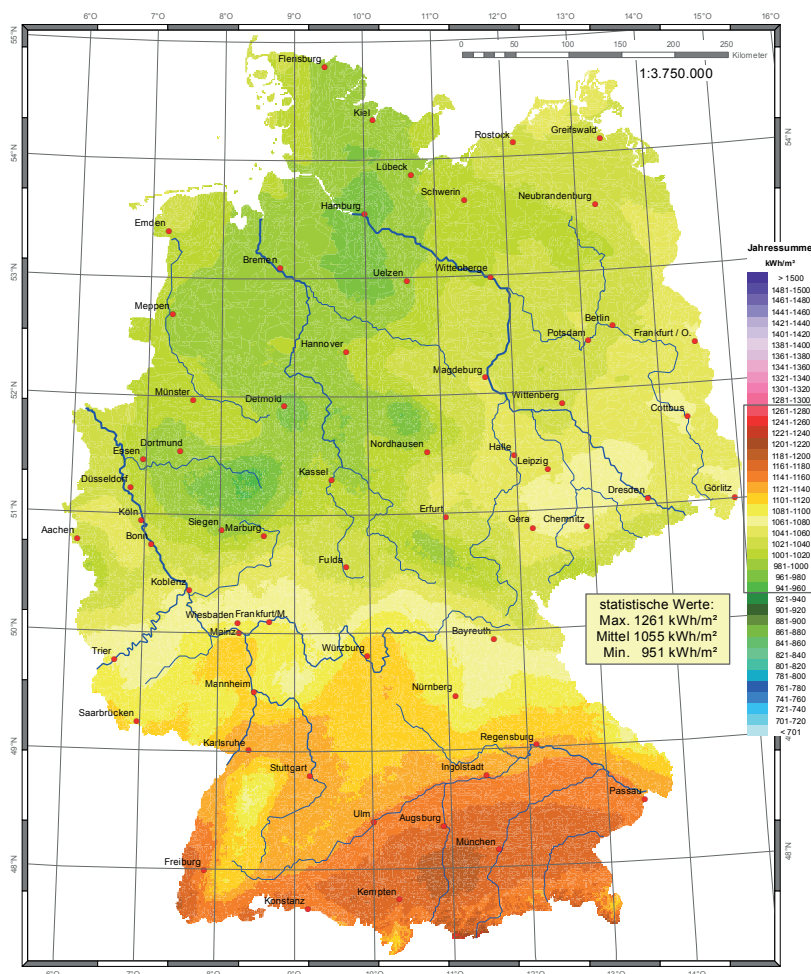 6°O 7°O 8°O 9°O 10°O 11°O 12°O 13°O 14°O 15°O 16°O
55°N
0 50 100 150 200 250
Kilometer
1:3.750.000
Flensburg
Kiel
Rostock
Greifswald
54°N
54°N
Lübeck
Schwerin
Neubrandenburg
Hamburg
Emden
Bremen
Uelzen
Wittenberge
53°N
Meppen
Berlin
Hannover
Potsdam
Frankfurt / O.
Magdeburg
52°N
Münster
Detmold
Wittenberg
Cottbus
Dortmund
Essen
Nordhausen
Halle
Leipzig
Düsseldorf
Kassel
Dresden
Görlitz
51°N
Köln
Aachen
Bonn
Siegen
Marburg
Erfurt
Gera
Chemnitz
Fulda
Koblenz
Wiesbaden
Frankfurt/M.
Mainz
50°N
Bayreuth
Trier
Würzburg
Mannheim
Nürnberg
Saarbrücken
Karlsruhe
49°N
Regensburg
Stuttgart
Ingolstadt
Passau
Ulm
Augsburg
München
48°N
48°N
Freiburg
Kempten
Konstanz
7°O 8°O 9°O 10°O 11°O 12°O 13°O 14°O
Jahressumme
kWh/m²
> 1500
1481-1500
1461-1480
1441-1460
1421-1440
1401-1420
1381-1400
1361-1380
1341-1360
1321-1340
1301-1320
1281-1300
1261-1280
1241-1260
1221-1240
1201-1220
1181-1200
1161-1180
1141-1160
1121-1140
1101-1120
1081-1100
1061-1080
1041-1060
1021-1040
1001-1020
981-1000
961-980
941-960
921-940
901-920
881-900
861-880
841-860
821-840
801-820
781-800
761-780
741-760
721-740
701-720
< 701
statistische Werte:
Max. 1261 kWh/m²
Mittel 1055 kWh/m²
Min. 951 kWh/m²